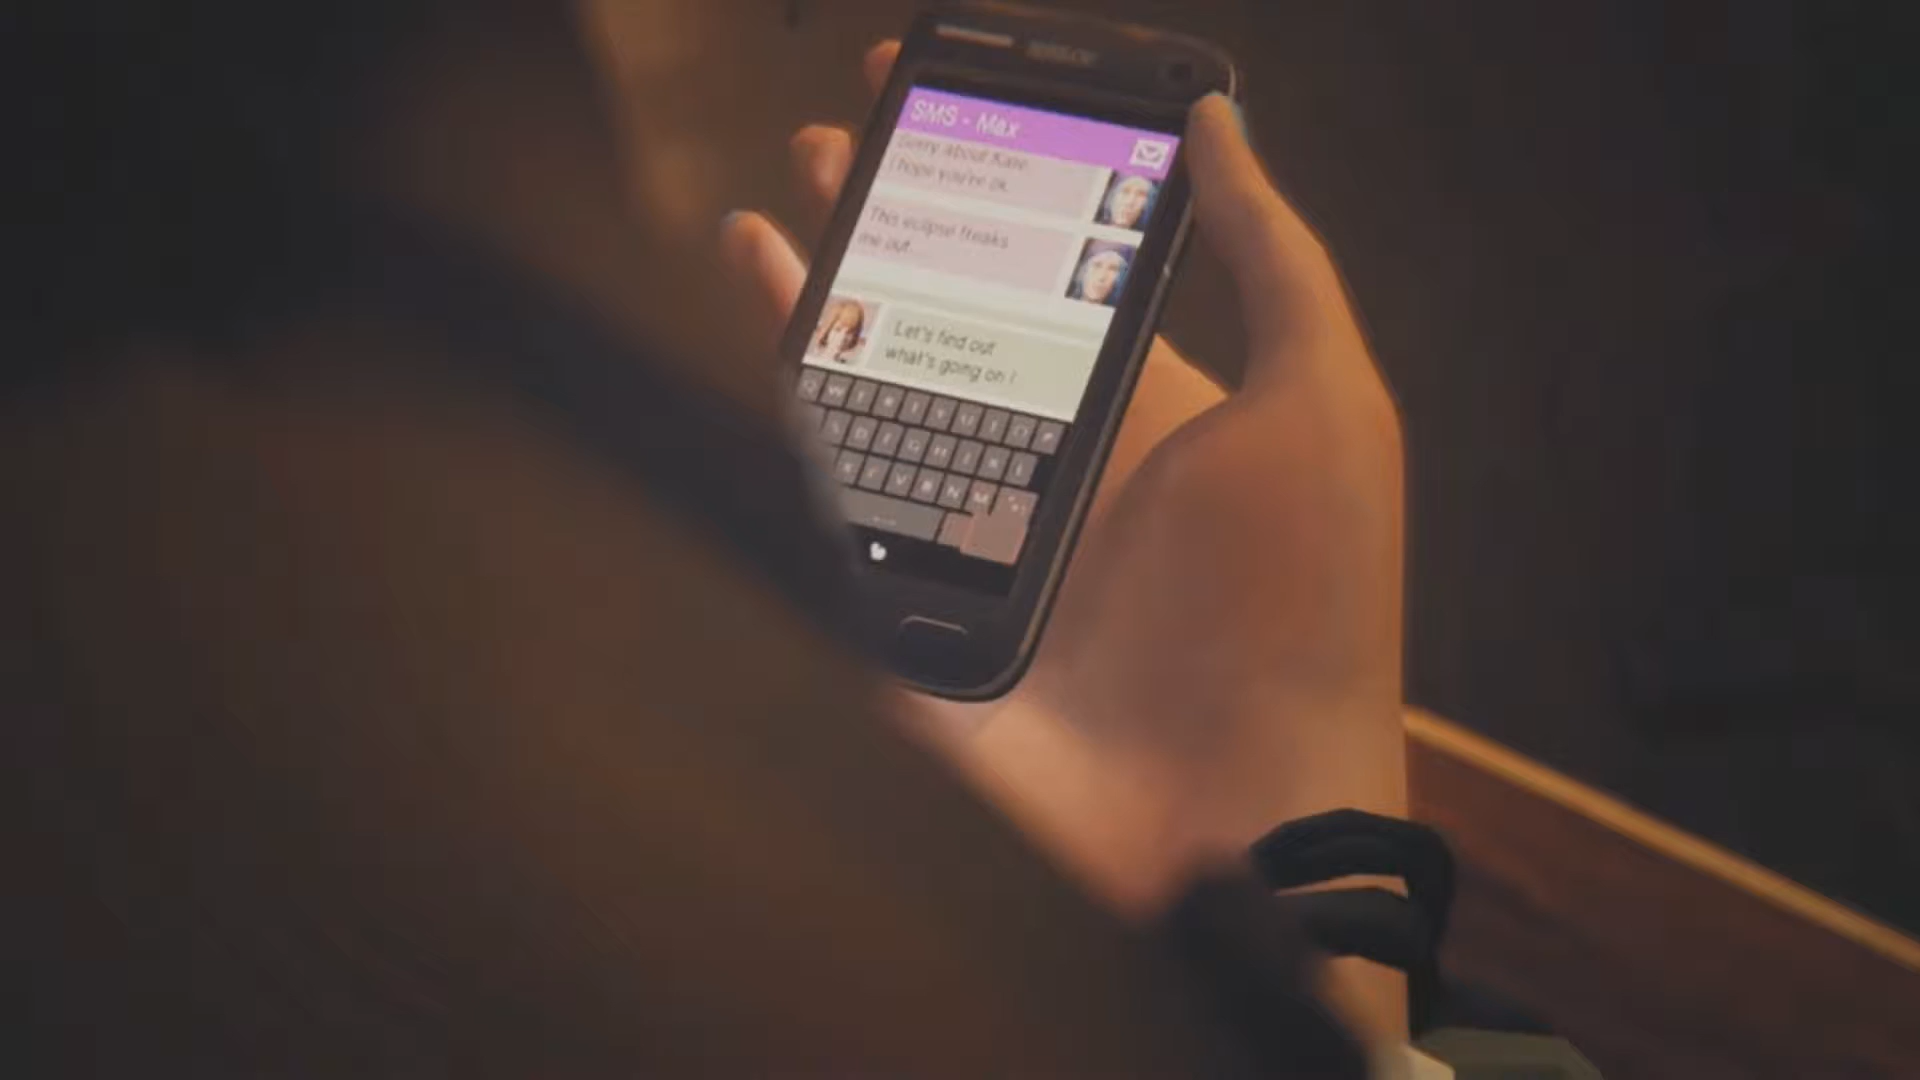 SMS - Max
Sorry about Kate.
I hope you're ok.
This eclipse freaks
me out...
Let's find out
what's going on !